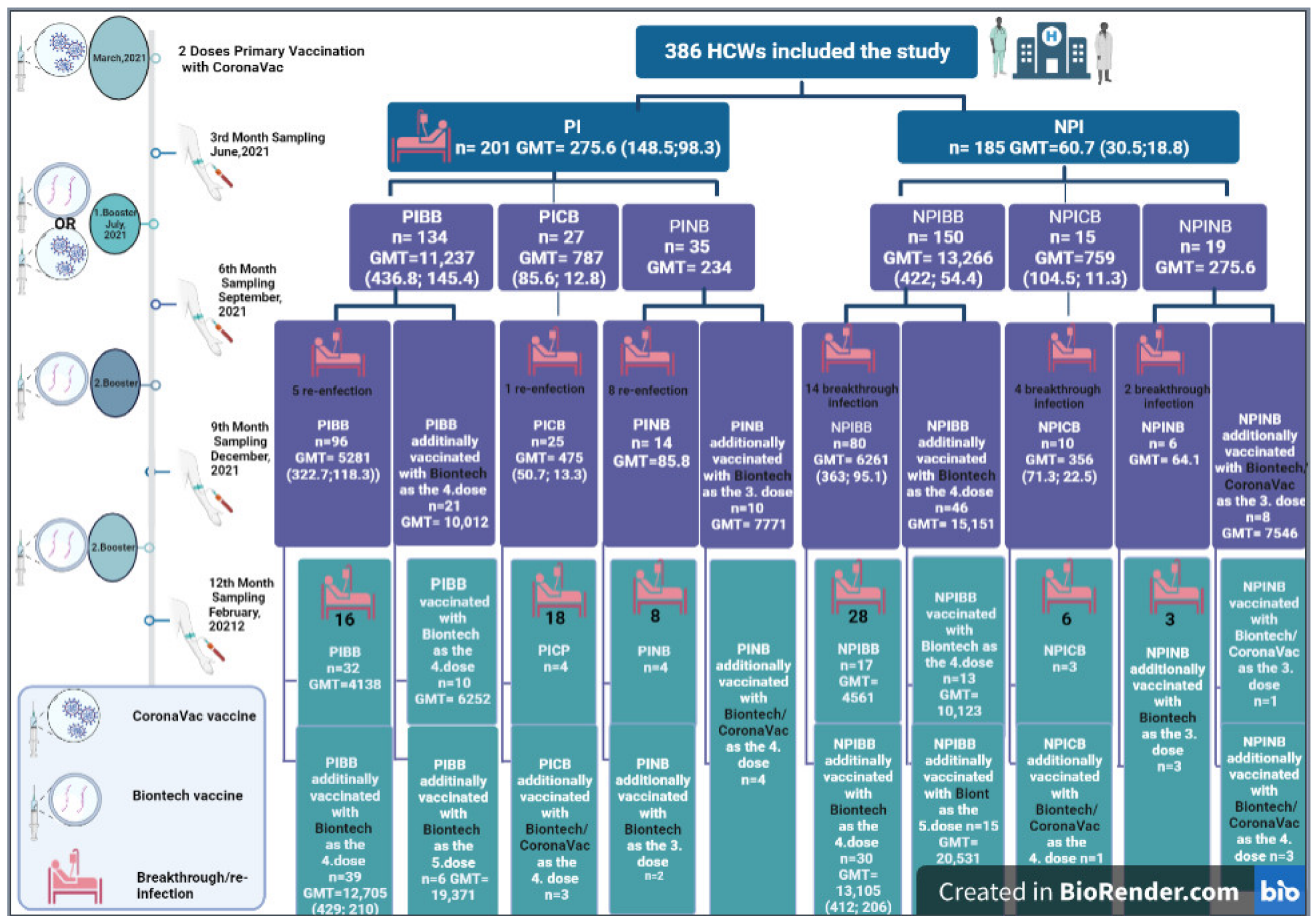 March,2021
2 Doses Primary Vaccination
with CoronaVac
3rd Month Sampling
June,2021
OR
1.Booster
July,
2021
6th Month
Sampling
September,
2021
2.Booster
9th Month
Sampling
December,
2021
2.Booster
12th Month
Sampling
February,
20212
CoronaVac vaccine
Biontech vaccine
Breakthrough/re-
infection
386 HCWs included the study
H
PI
n= 201 GMT= 275.6 (148.5;98.3)
NPI
n= 185 GMT=60.7 (30.5;18.8)
PIBB
n= 134
GMT=11,237
(436.8; 145.4)
PICB
n= 27
GMT= 787
(85.6; 12.8)
PINB
n= 35
GMT= 234
NPIBB
n= 150
GMT= 13,266
(422; 54.4)
NPICB
n= 15
GMT=759
(104.5; 11.3)
NPINB
n= 19
GMT= 275.6
5 re-enfection
PIBB
n=96
GMT= 5281
(322.7;118.3))
PIBB
additinally
vaccinated
with Biontech
as the 4.dose
n=21
GMT= 10,012
1 re-enfection
PICB
n=25
GMT= 475
(50.7; 13.3)
8 re-enfection
PINB
n= 14
GMT=85.8
PINB
additionally
vaccinated
with Biontech
as the 3. dose
n=10
GMT= 7771
14 breakthrough
infection
NPIBB
n=80
GMT= 6261
(363; 95.1)
NPIBB
additinally
vaccinated
with Biontech
as the 4.dose
n=46
GMT= 15,151
4 breakthrough
infection
NPICB
n=10
GMT= 356
(71.3; 22.5)
2 breakthrough
infection
NPINB
n= 6
GMT= 64.1
NPINB
additionally
vaccinated
with Biontech/
CoronaVac
as the 3. dose
n=8
GMT= 7546
16
PIBB
n=32
GMT=4138
PIBB
vaccinated
with
Biontech
as the
4.dose
n=10
GMT= 6252
18
PICP
n=4
8
PINB
n=4
PINB
additionally
vaccinated
with
Biontech/
CoronaVac
as the 4.
dose
n=4
28
NPIBB
n=17
GMT=
4561
NPIBB
vaccinated
with
Biontech as
the 4.dose
n=13
GMT=
10,123
6
NPICB
n=3
3
NPINB
additionally
vaccinated
with
Biontech
as the 3.
dose
n=3
NPINB
vaccinated
with
Biontech/
CoronaVac
as the 3.
dose
n=1
PIBB
additinally
vaccinated
with
Biontech
as the
4.dose
n=39
GMT=12,705
(429; 210)
PIBB
additinally
vaccinated
with
Biontech
as the
5.dose
n=6 GMT=
19,371
PICB
additionally
vaccinated
with
Biontech/
CoronaVac
as the
4. dose
n=3
PINB
additionally
vaccinated
with
Biontech
as the 3.
dose
n=2
NPIBB
additinally
vaccinated
with
Biontech
as the
4.dose
n=30
GMT=
13,105
(412; 206)
NPIBB
additinally
vaccinated
with Biont
as the
5.dose n=15
GMT=
20,531
NPICB
additionally
vaccinated
with
Biontech/
CoronaVac
as the
4. dose n=1
NPINB
additionally
vaccinated
with
Biontech/
CoronaVac
as the 4.
dose n=3
Created in BioRender.com
bio